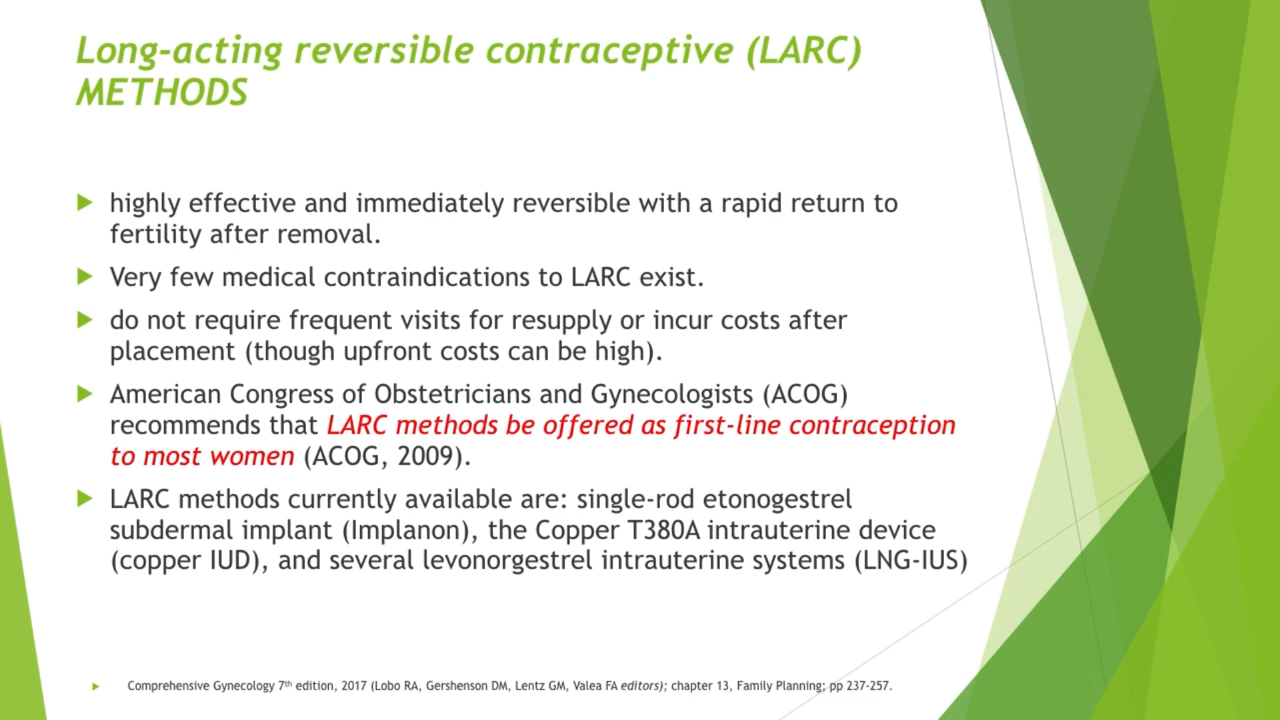 Long-acting reversible contraceptive (LARC)
METHODS
highly effective and immediately reversible with a rapid return to
fertility after removal.
Very few medical contraindications to LARC exist.
do not require frequent visits for resupply or incur costs after
placement (though upfront costs can be high).
American Congress of Obstetricians and Gynecologists (ACOG)
recommends that LARC methods be offered as first-line contraception
to most women (ACOG, 2009).
LARC methods currently available are: single-rod etonogestrel
subdermal implant (Implanon), the Copper T380A intrauterine device
(copper IUD), and several levonorgestrel intrauterine systems (LNG-IUS)
Comprehensive Gynecology 7th edition, 2017 (Lobo RA, Gershenson DM, Lentz GM, Valea FA editors); chapter 13, Family Planning; pp 237-257.